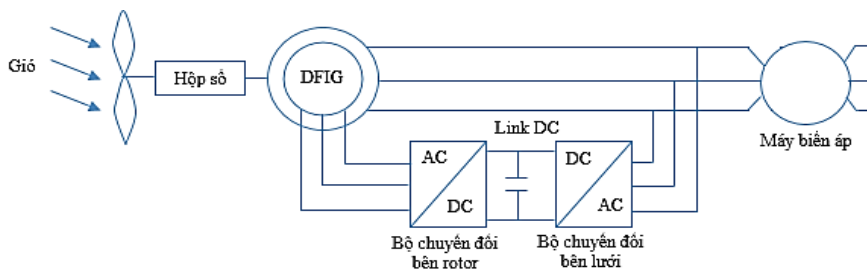 Gió
Hộp số
DFIG
Link DC
Máy biến áp
AC
DC
DC
AC
Bộ chuyển đổi
bên rotor
Bộ chuyển đổi
bên lưới